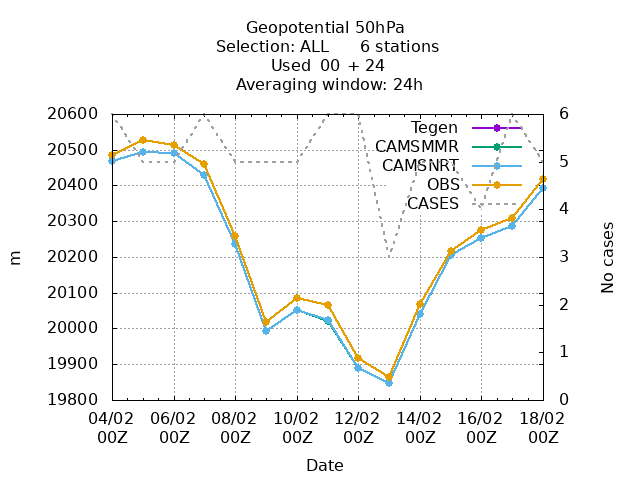 Geopotential 50hPa
Selection: ALL 6 stations
Used 00 + 24
Averaging window: 24h
20600
20500
20400
20300
20200
20100
20000
19900
19800
m
6
5
4
3
2
1
0
No cases
Tegen
CAMSMMR
CAMSNRT
OBS
CASES
04/02 06/02 08/02 10/02 12/02 14/02 16/02 18/02
00Z 00Z 00Z 00Z 00Z 00Z 00Z 00Z
Date